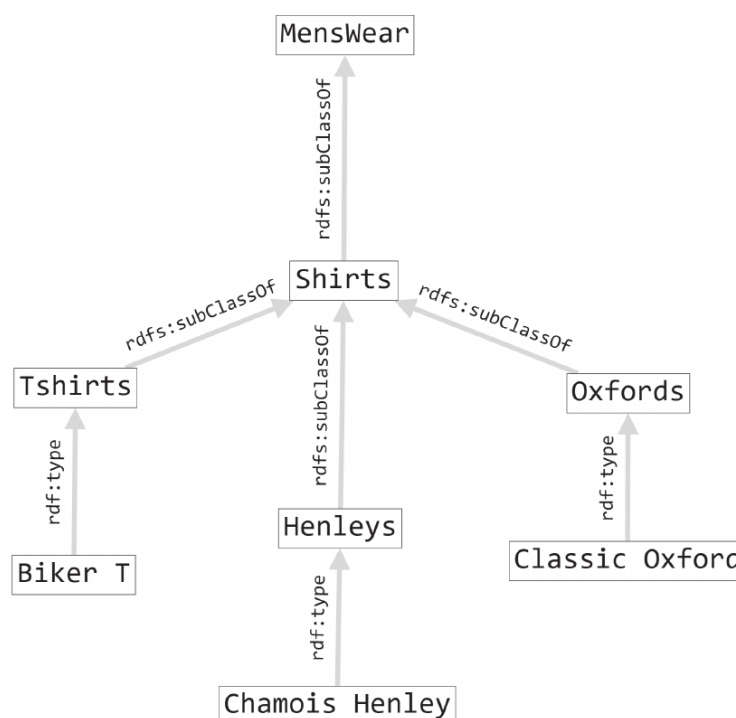 MensWear
rdfs:subClassOf
Shirts
rdfs:subClassOf
rdfs:subClassOf
rdfs:subClassOf
Tshirts
Oxfords
rdf:type
rdf:type
Henleys
Biker T
Classic Oxford
rdf:type
Chamois Henley